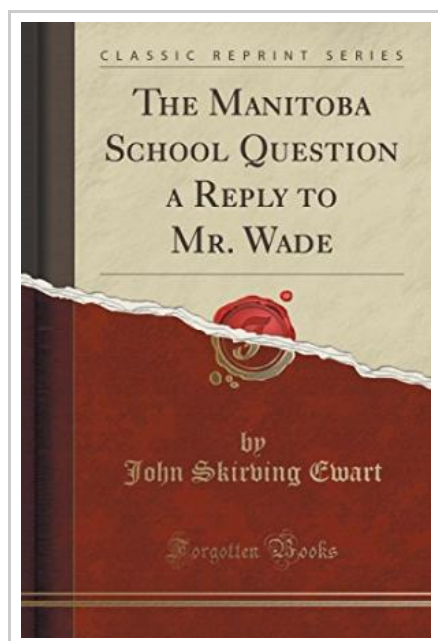 CLASSIC REPRINT SERIES
THE MANITOBA
SCHOOL QUESTION
A REPLY TO
MR. WADE
by
John Skirving Ewart
Forgotten Books